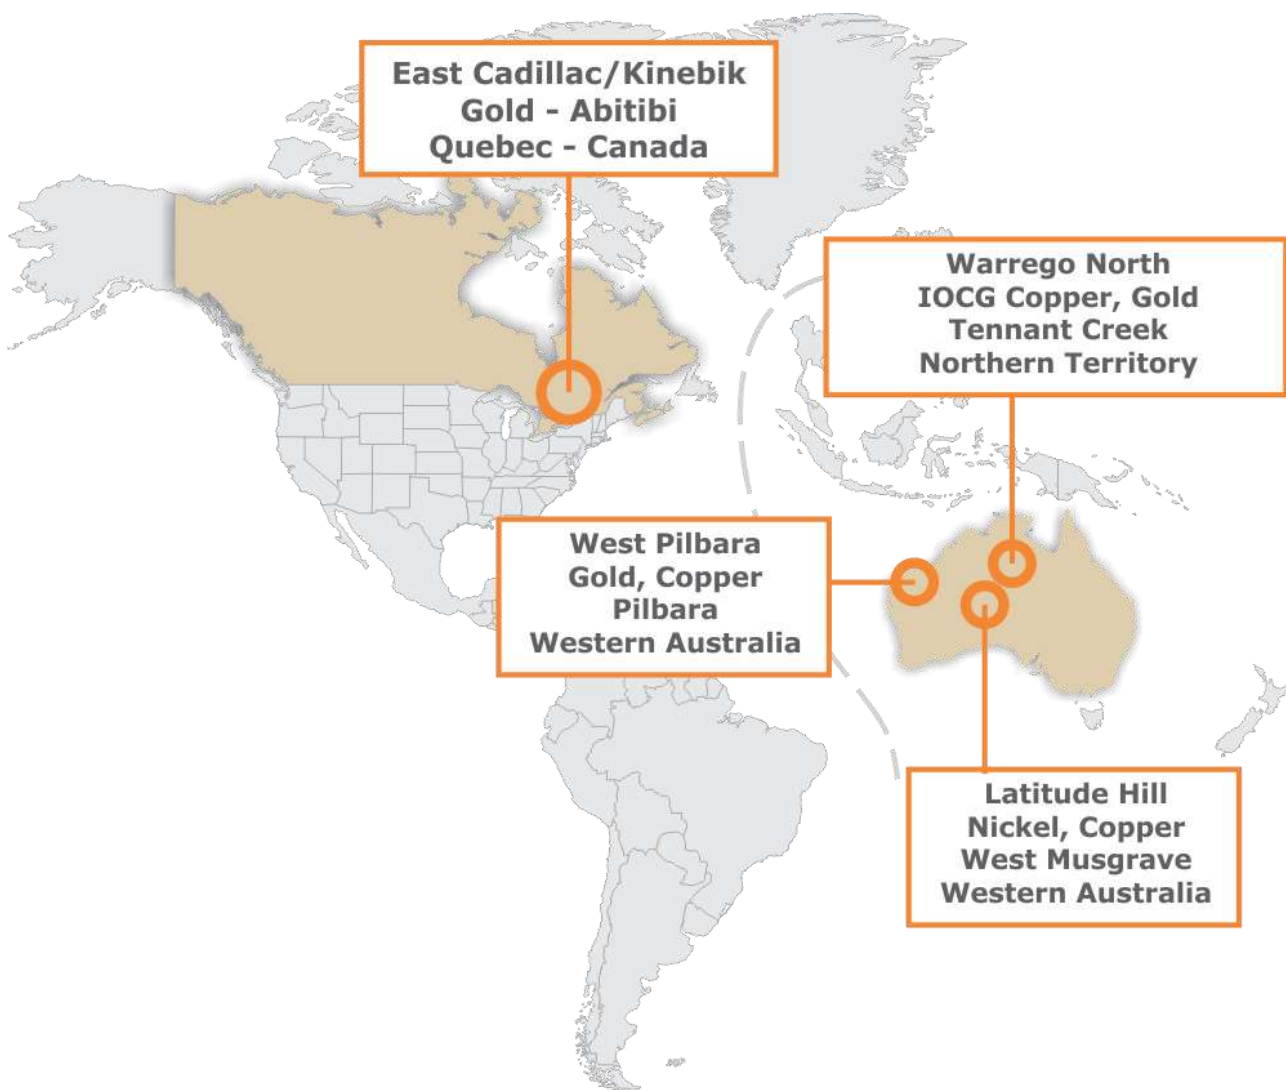 East Cadillac/Kinebik
Gold - Abitibi
Quebec - Canada
Warrego North
IOCG Copper, Gold
Tennant Creek
Northern Territory
West Pilbara
Gold, Copper
Pilbara
Western Australia
Latitude Hill
Nickel, Copper
West Musgrave
Western Australia